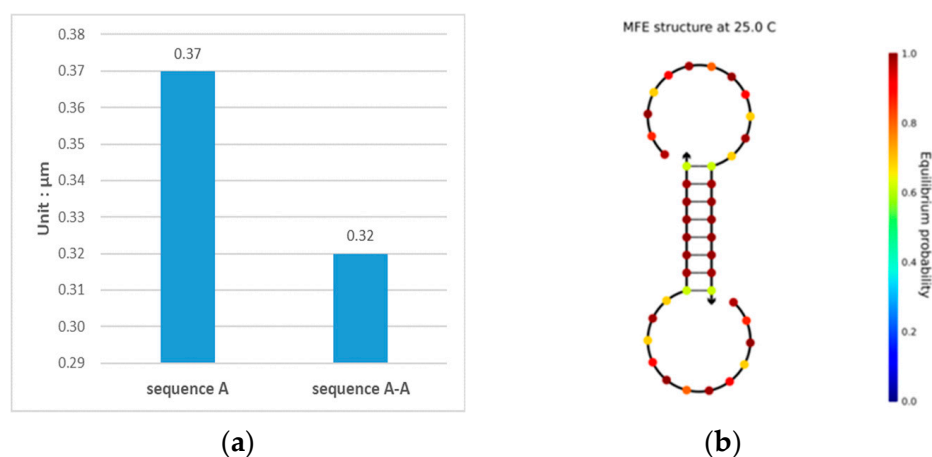 0.38
0.37
0.36
0.35
0.34
0.33
0.32
0.31
0.30
0.29
Unit : µm
0.37
0.32
sequence A
sequence A-A
(a)
MFE structure at 25.0 C
1.0
0.8
0.6
0.4
0.2
0.0
Equilibrium probability
(b)